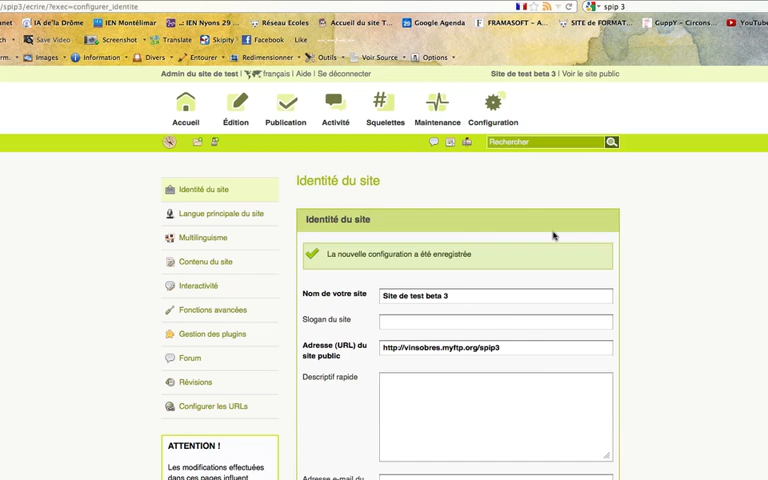 /spip3/ecrire/?exec=configurer_identite
spip 3
IA de'la Drôme
IEN Montélimar
..: IEN Nyons 29 ...
Réseau Ecoles
Accueil du site T...
Google Agenda
FRAMASOFT – A...
SITE de FORMAT...
GuppY – Circons...
YouTube
Save Video
Screenshot
Translate
Skipity
Facebook
Like
Images
Information
Divers
Entourer
Redimensionner
Outils
Voir Source
Options
Admin du site de test | français | Aide | Se déconnecter
Site de test beta 3 | Voir le site public
Accueil
Édition
Publication
Activité
Squelettes
Maintenance
Configuration
Rechercher
Identité du site
Langue principale du site
Multilinguisme
Contenu du site
Interactivité
Fonctions avancées
Gestion des plugins
Forum
Révisions
Configurer les URLs
ATTENTION !
Les modifications effectuées
dans ces pages influent
Identité du site
Identité du site
La nouvelle configuration a été enregistrée
Nom de votre site
Site de test beta 3
Slogan du site
Adresse (URL) du
site public
http://vinsobres.myftp.org/spip3
Descriptif rapide
Adresse e-mail du